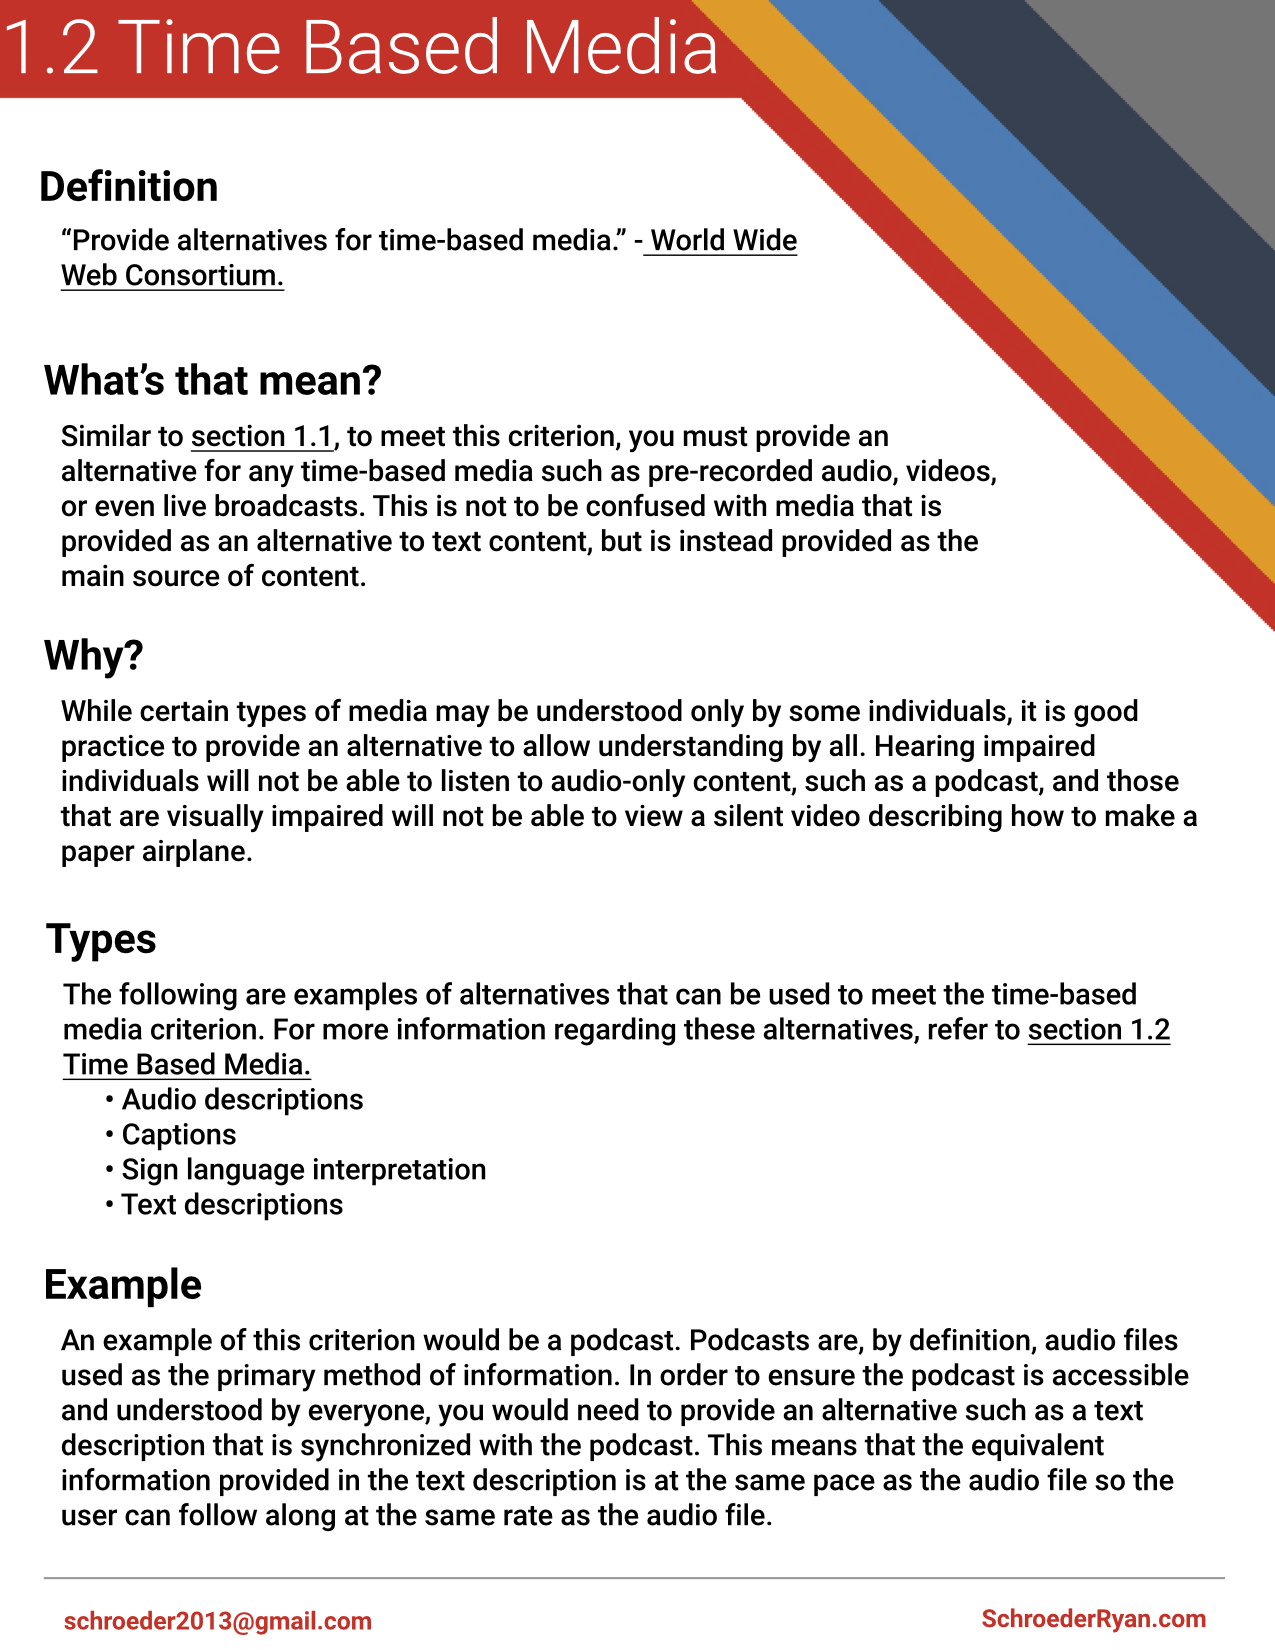 1.2 Time Based Media
Definition
“Provide alternatives for time-based media.” - World Wide
Web Consortium.
What’s that mean?
Similar to section 1.1, to meet this criterion, you must provide an
alternative for any time-based media such as pre-recorded audio, videos,
or even live broadcasts. This is not to be confused with media that is
provided as an alternative to text content, but is instead provided as the
main source of content.
Why?
While certain types of media may be understood only by some individuals, it is good
practice to provide an alternative to allow understanding by all. Hearing impaired
individuals will not be able to listen to audio-only content, such as a podcast, and those
that are visually impaired will not be able to view a silent video describing how to make a
paper airplane.
Types
The following are examples of alternatives that can be used to meet the time-based
media criterion. For more information regarding these alternatives, refer to section 1.2
Time Based Media.
• Audio descriptions
• Captions
• Sign language interpretation
• Text descriptions
Example
An example of this criterion would be a podcast. Podcasts are, by definition, audio files
used as the primary method of information. In order to ensure the podcast is accessible
and understood by everyone, you would need to provide an alternative such as a text
description that is synchronized with the podcast. This means that the equivalent
information provided in the text description is at the same pace as the audio file so the
user can follow along at the same rate as the audio file.
schroeder2013@gmail.com
SchroederRyan.com